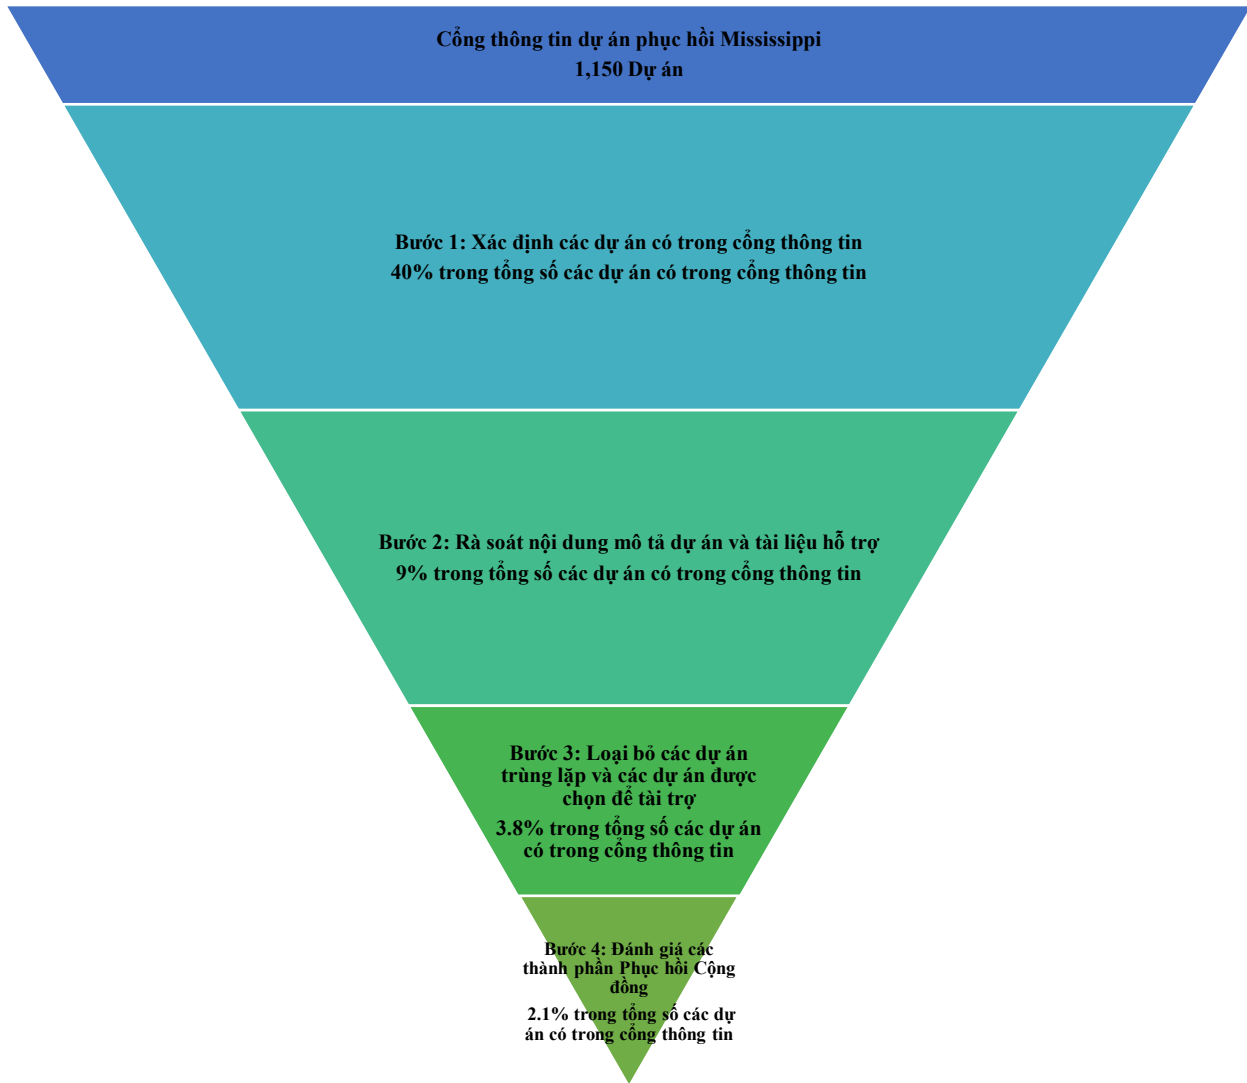 Cổng thông tin dự án phục hồi Mississippi
1,150 Dự án
Bước 1: Xác định các dự án có trong cổng thông tin
40% trong tổng số các dự án có trong cổng thông tin
Bước 2: Rà soát nội dung mô tả dự án và tài liệu hỗ trợ
9% trong tổng số các dự án có trong cổng thông tin
Bước 3: Loại bỏ các dự án
trùng lặp và các dự án được
chọn để tài trợ
3.8% trong tổng số các dự án
có trong cổng thông tin
Bước 4: Đánh giá các
thành phần Phục hồi Cộng
đồng
2.1% trong tổng số các dự
án có trong cổng thông tin